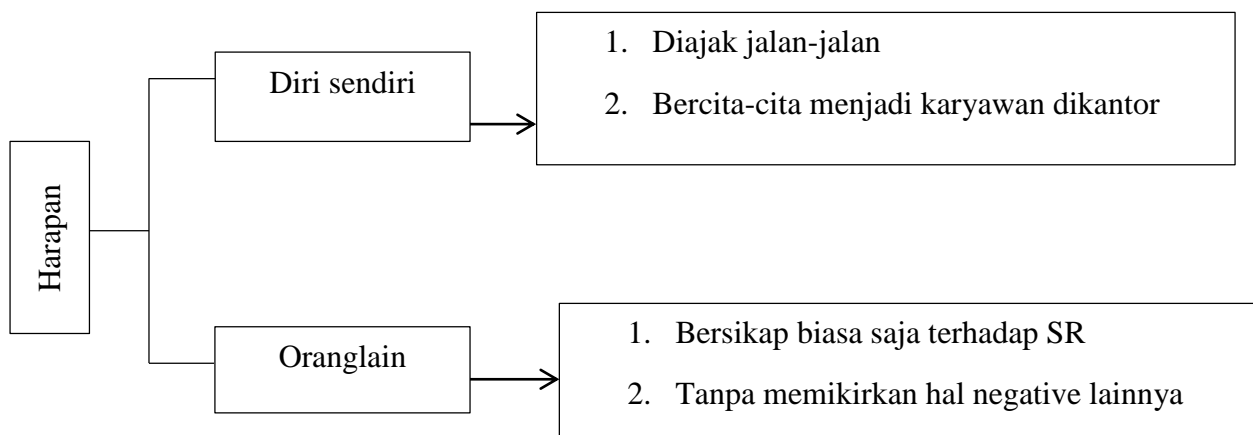 Harapan
Diri sendiri
1. Diajak jalan-jalan
2. Bercita-cita menjadi karyawan dikantor
Oranglain
1. Bersikap biasa saja terhadap SR
2. Tanpa memikirkan hal negative lainnya